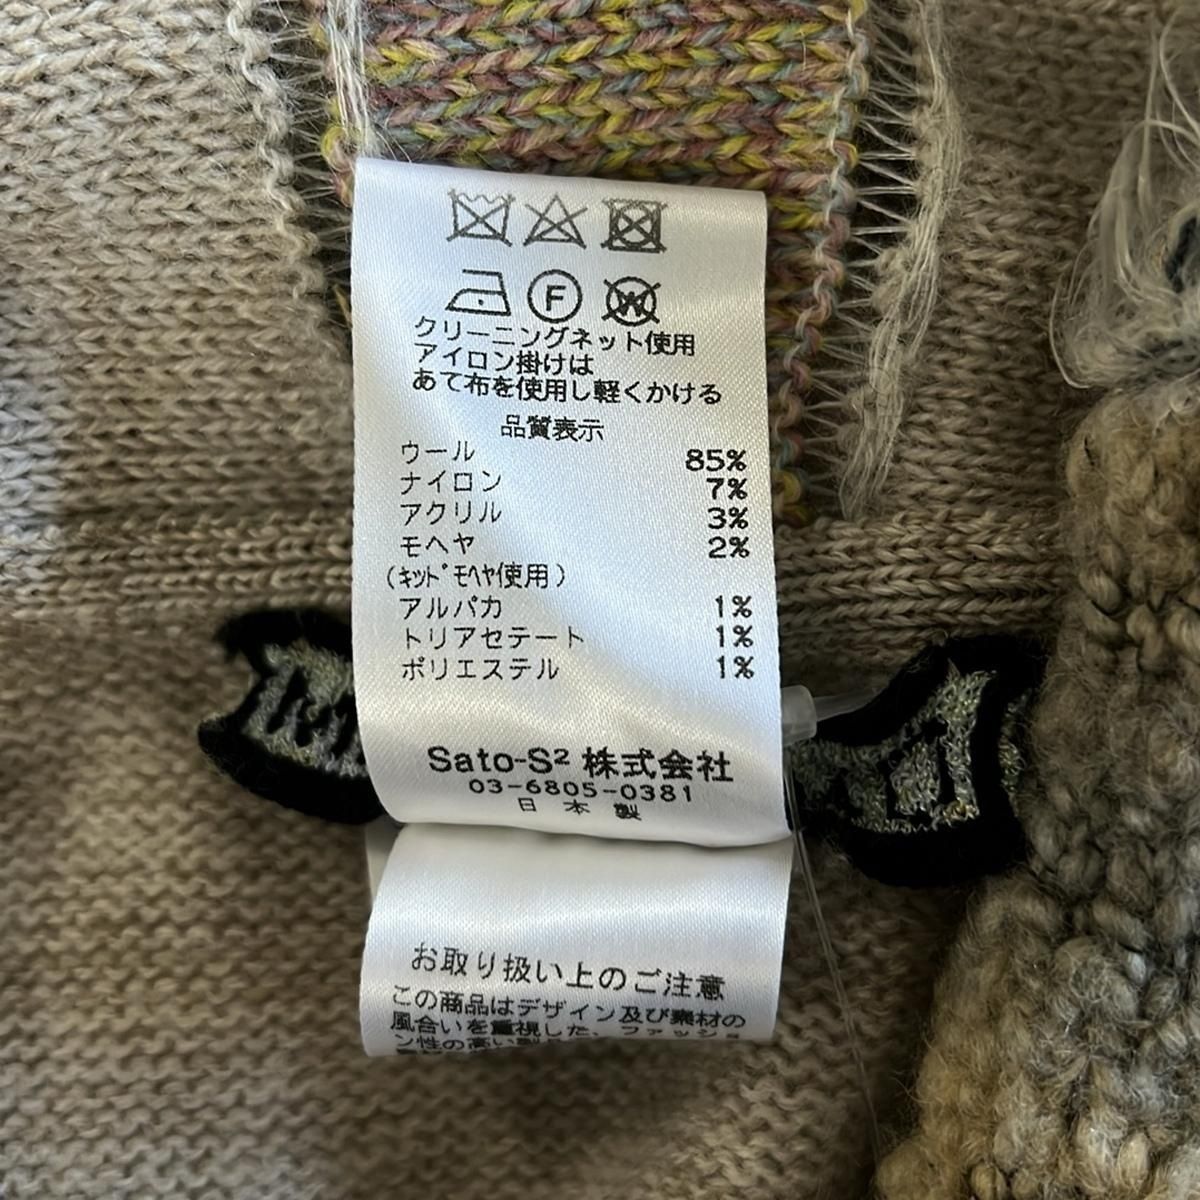 F
W
クリーニングネット使用
アイロン掛けは
あて布を使用し軽くかける
品質表示
ウール 85%
ナイロン 7%
アクリル 3%
モヘヤ 2%
(キッドモヘヤ使用)
アルパカ 1%
トリアセテート 1%
ポリエステル 1%
Sato-S² 株式会社
03-6805-0381
日本製
お取り扱い上のご注意
この商品はデザイン及び素材の
風合いを重視した、ファッショ
ン性の高い製